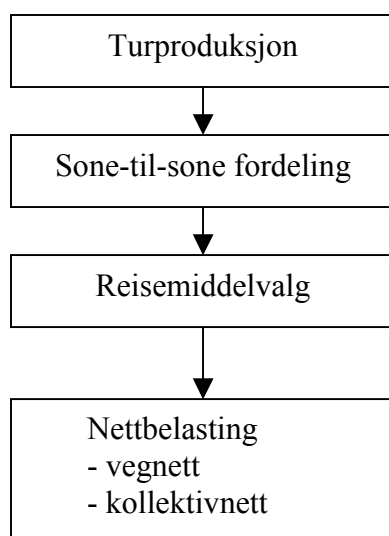 Turproduksjon
Sone-til-sone fordeling
Reisemiddelvalg
Nettbelasting
- vegnett
- kollektivnett